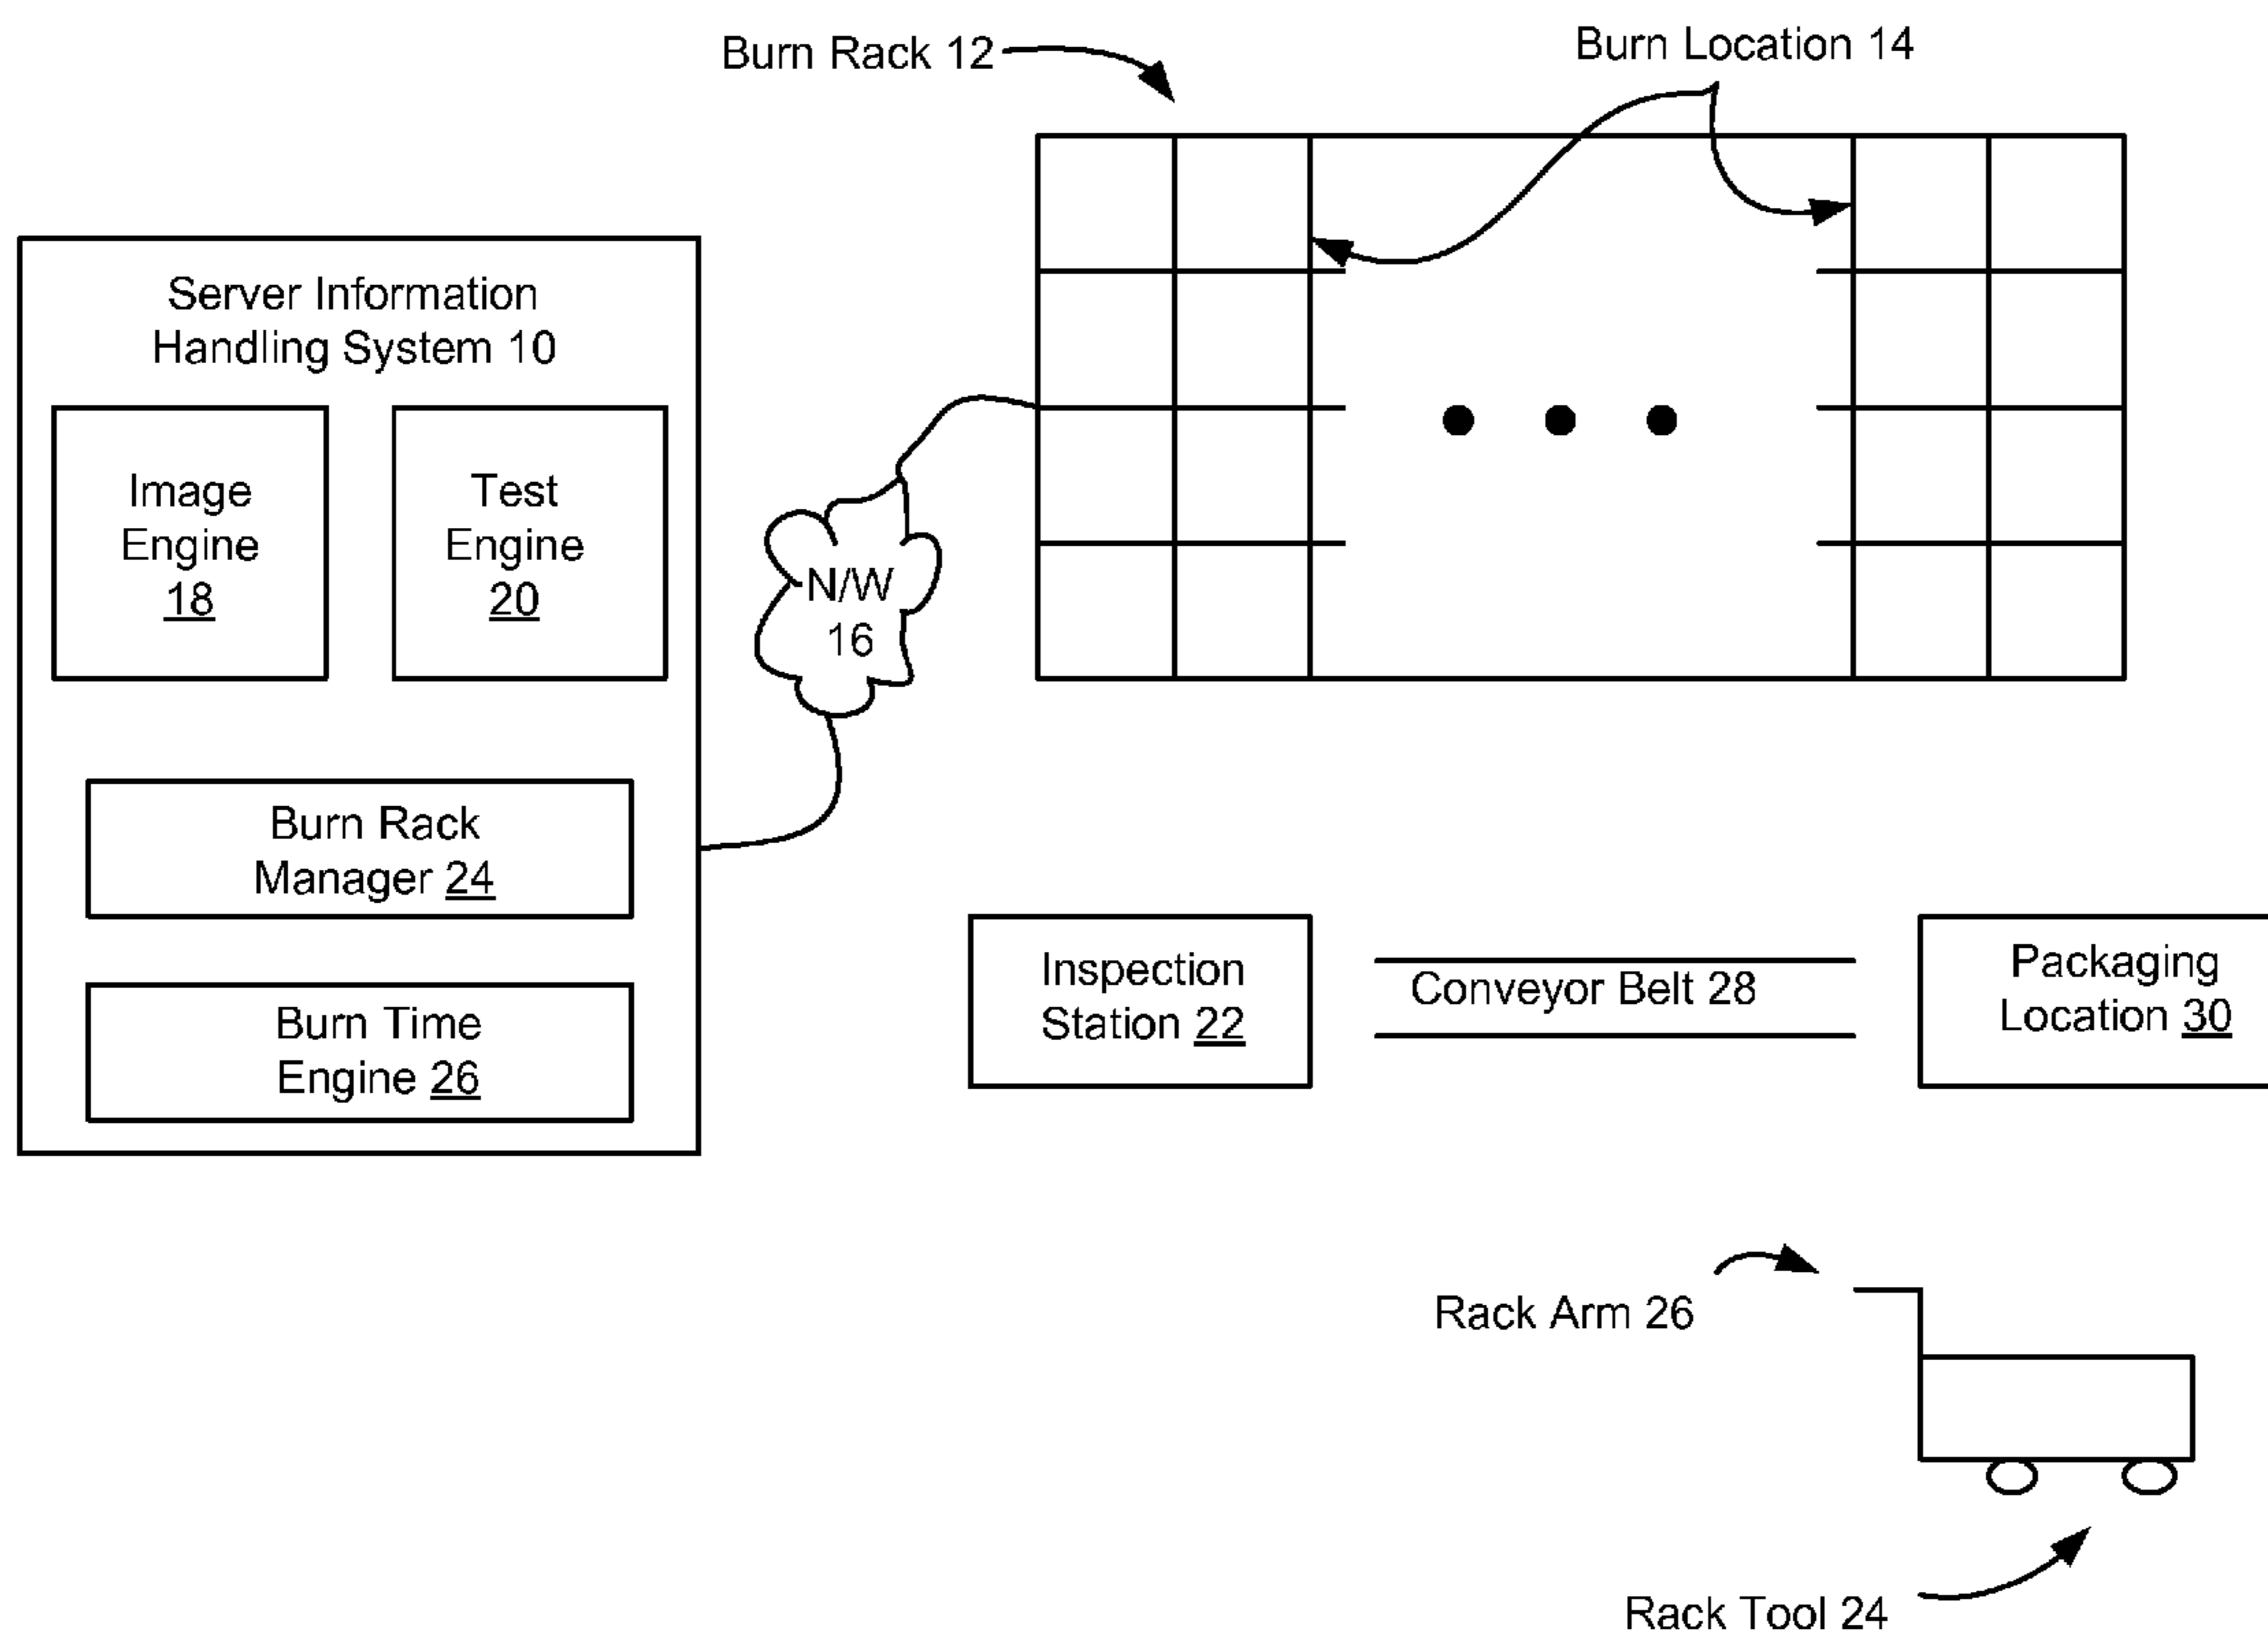 Burn Rack 12
Burn Location 14
Server Information
Handling System 10
Image
Engine
18
Test
Engine
20
N/W
16
Burn Rack
Manager 24
Burn Time
Engine 26
Inspection
Station 22
Conveyor Belt 28
Packaging
Location 30
Rack Arm 26
Rack Tool 24